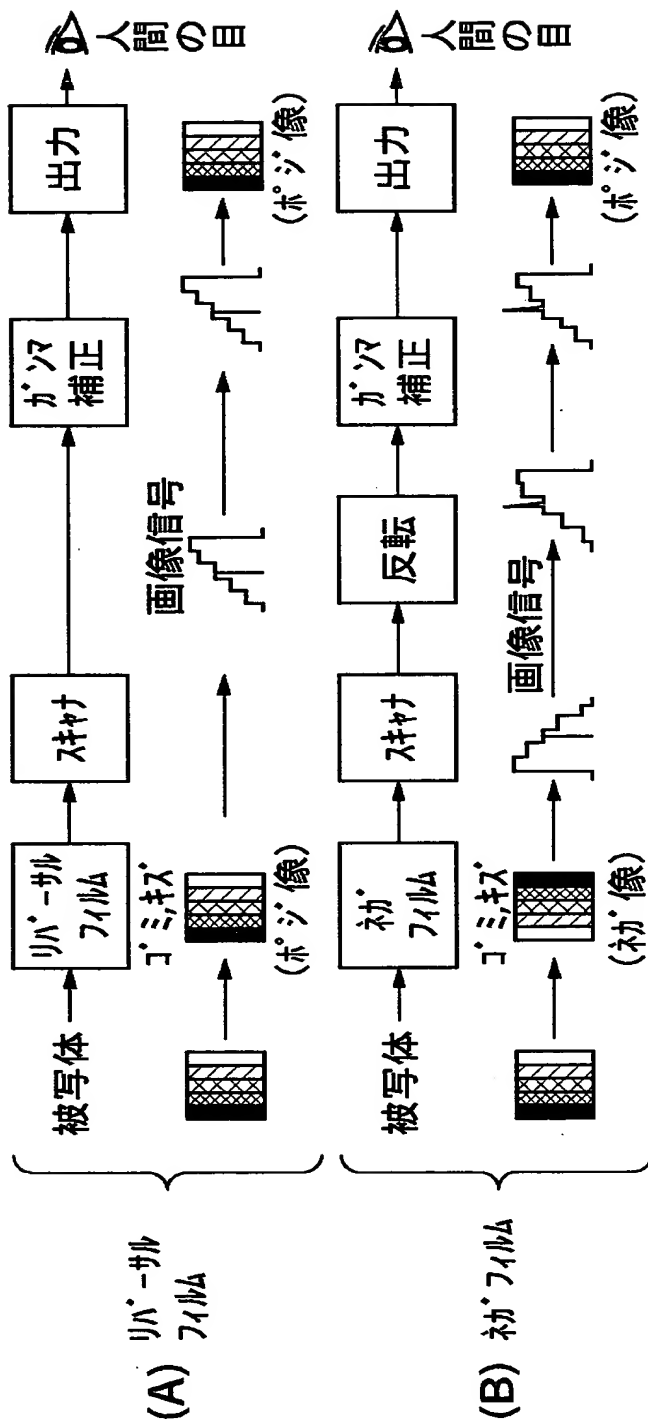 (A)
リバーサル
フィルム
被写体
リバーサル
フィルム
スキャナ
ガンマ
補正
出力
人間の目
ゴミ,キズ
(ポジ像)
画像信号
(ポジ像)
(B)
ネガフィルム
被写体
ネガ
フィルム
スキャナ
反転
ガンマ
補正
出力
人間の目
ゴミ,キズ
(ネガ像)
画像信号
(ポジ像)